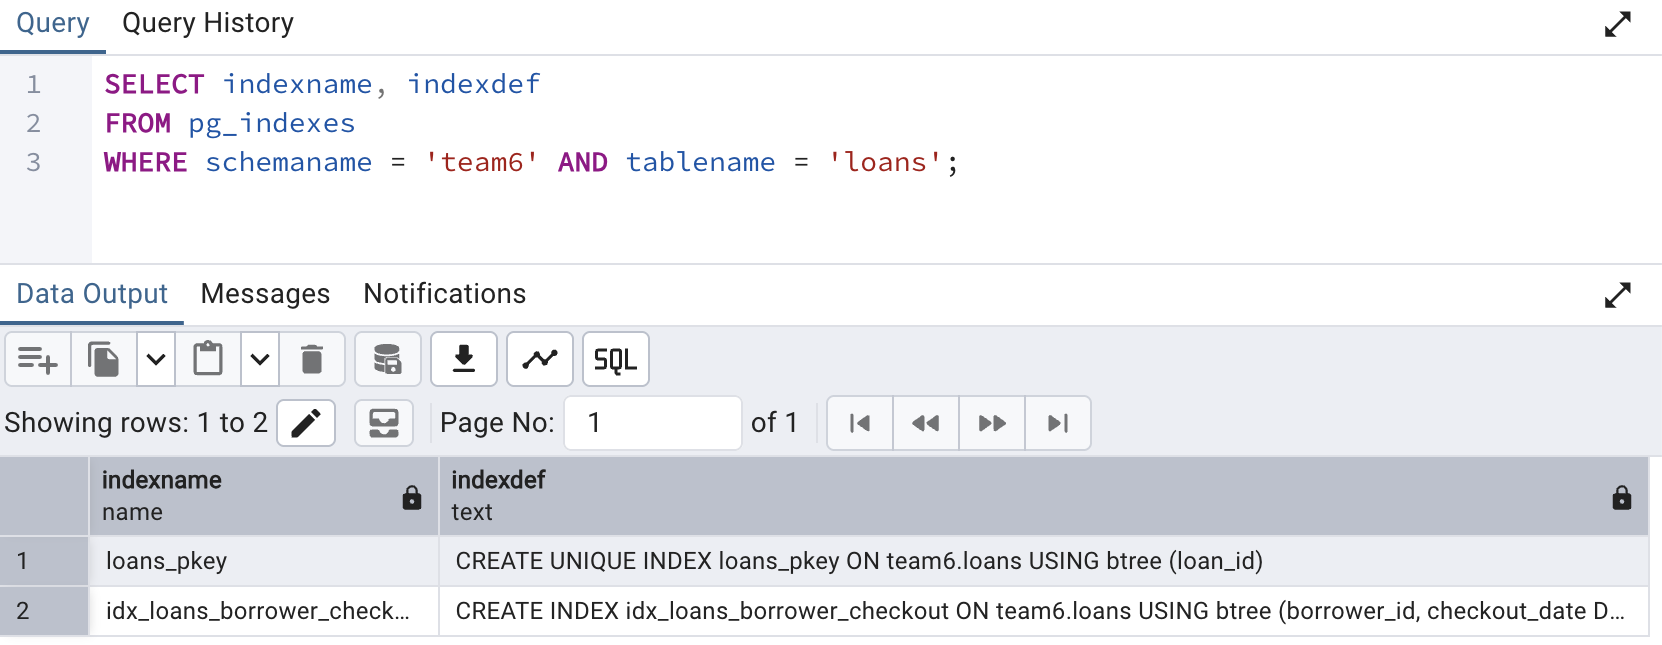 Query Query History
1 SELECT indexname, indexdef
2 FROM pg_indexes
3 WHERE schemaname = 'team6' AND tablename = 'loans';
Data Output Messages Notifications
SQL
Showing rows: 1 to 2 Page No: 1 of 1
indexname indexdef
name text
1 loans_pkey CREATE UNIQUE INDEX loans_pkey ON team6.loans USING btree (loan_id)
2 idx_loans_borrower_check... CREATE INDEX idx_loans_borrower_checkout ON team6.loans USING btree (borrower_id, checkout_date D...